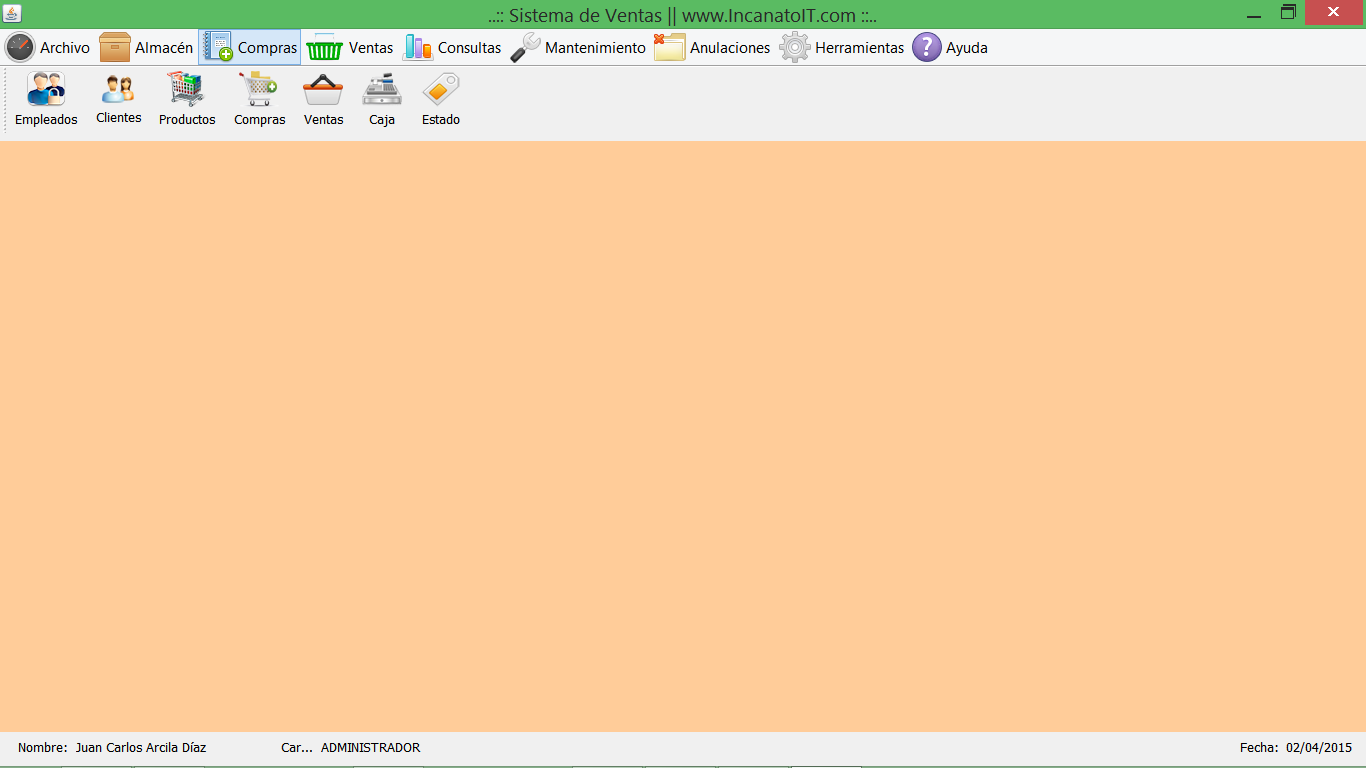 ..:: Sistema de Ventas || www.IncanatoIT.com ::..
Archivo Almacén Compras Ventas Consultas Mantenimiento Anulaciones Herramientas ? Ayuda
Empleados Clientes Productos Compras Ventas Caja Estado
Nombre: Juan Carlos Arcila Díaz Car... ADMINISTRADOR Fecha: 02/04/2015